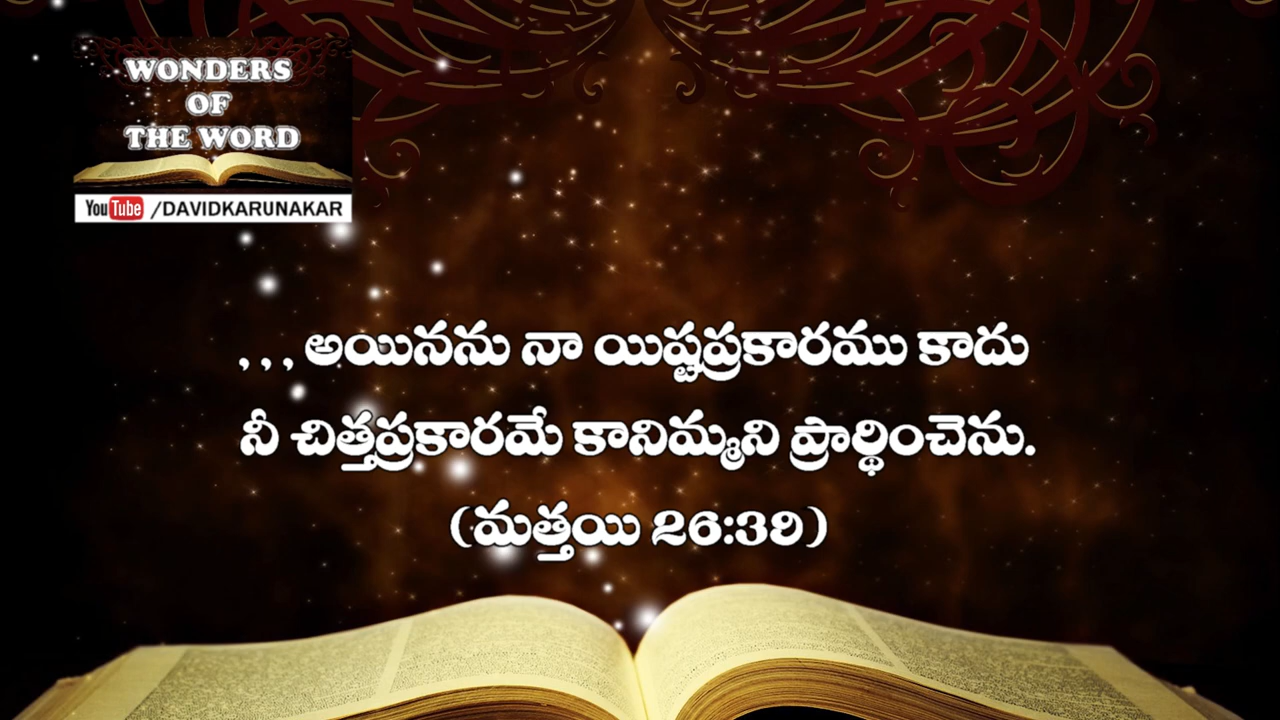 WONDERS
OF
THE WORD
YouTube /DAVIDKARUNAKAR
, , , అయినను నా యిష్టప్రకారము కాదు
నీ చిత్తప్రకారమే కానిమ్మని ప్రార్థించెను.
(మత్తయి 26:39)